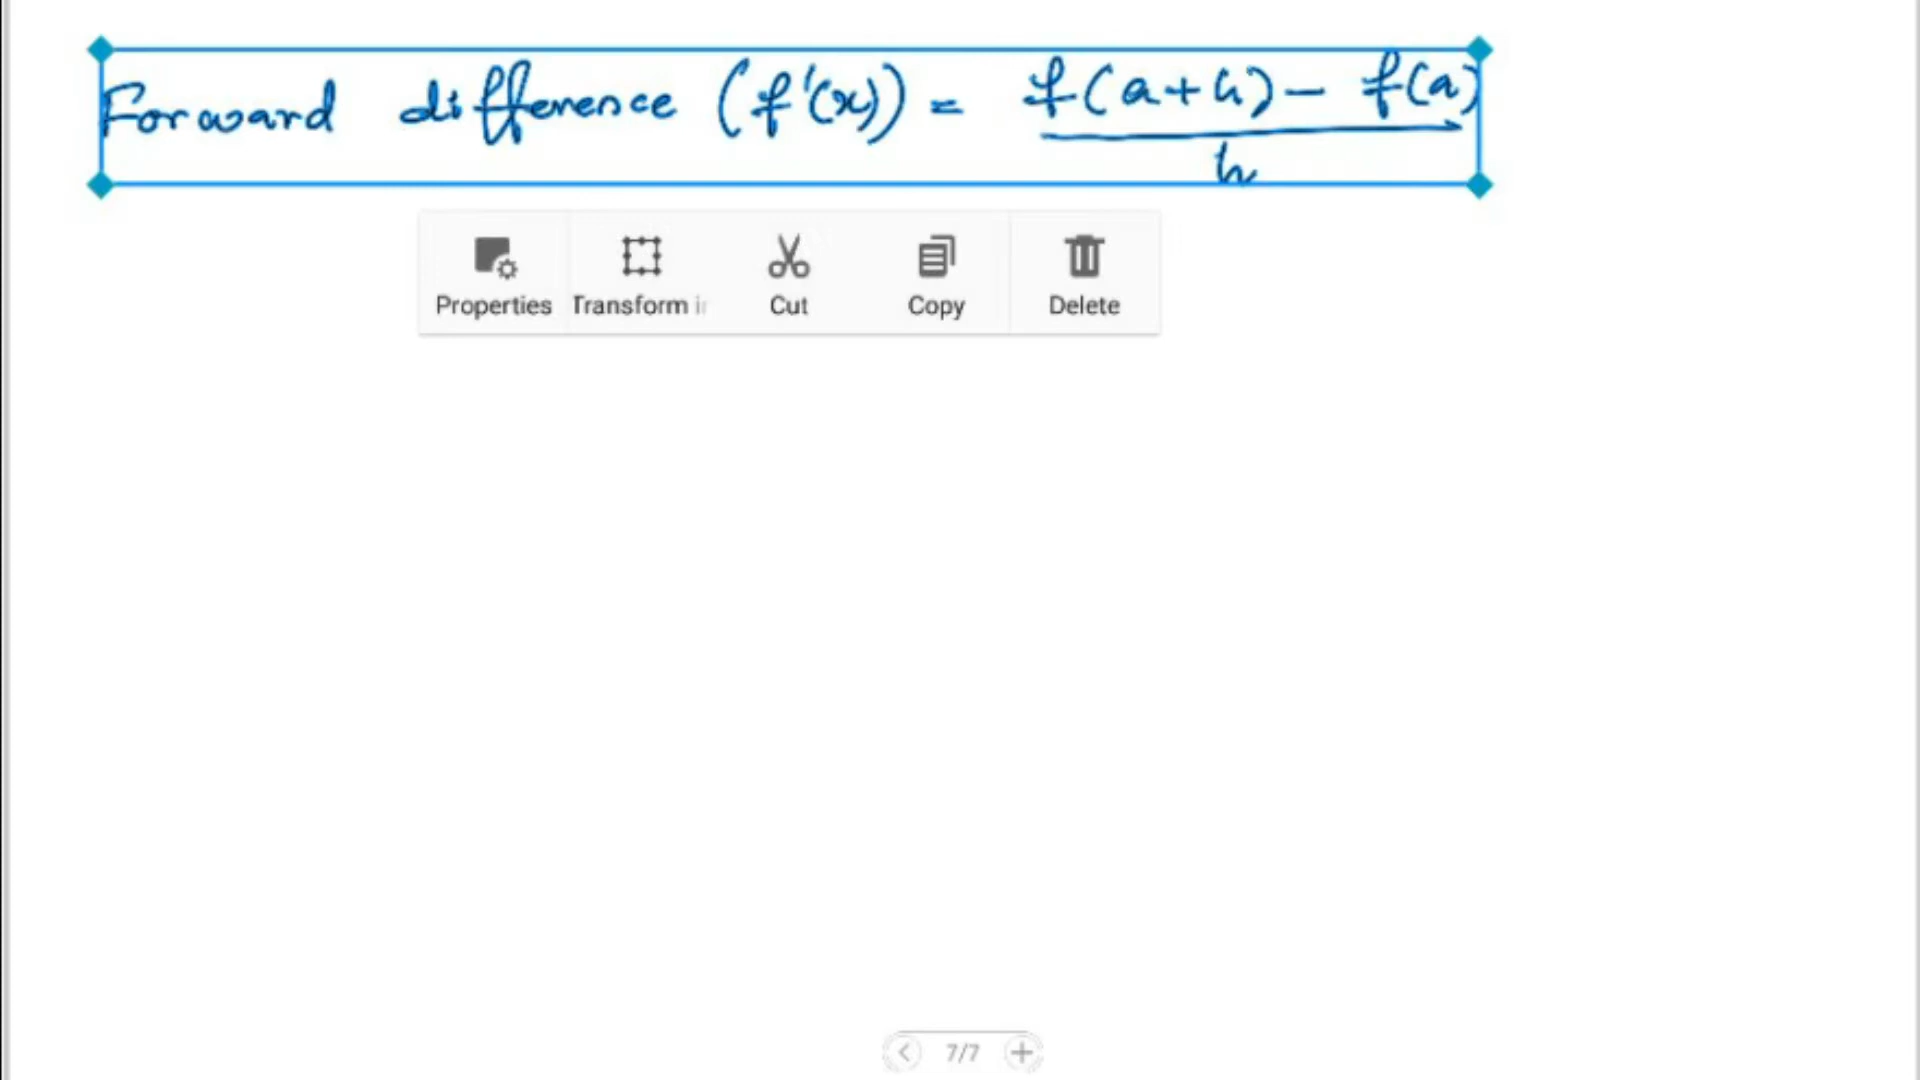 Forward difference (f'(x)) = f(a+h) - f(a)
h
Properties Transform i Cut Copy Delete
7/7